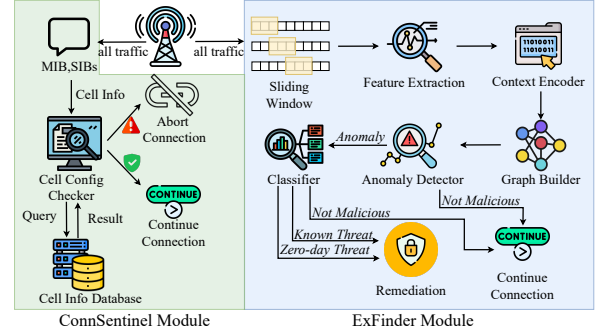 all traffic
all traffic
MIB,SIBs
Cell Info
Abort
Connection
Cell Config
Checker
CONTINUE
Continue
Connection
Query
Result
Cell Info Database
ConnSentinel Module
Sliding
Window
Feature Extraction
1011011
010011
Context Encoder
Anomaly
Classifier
Anomaly Detector
Graph Builder
Not Malicious
Not Malicious
Known Threat
Zero-day Threat
CONTINUE
Remediation
Continue
Connection
ExFinder Module